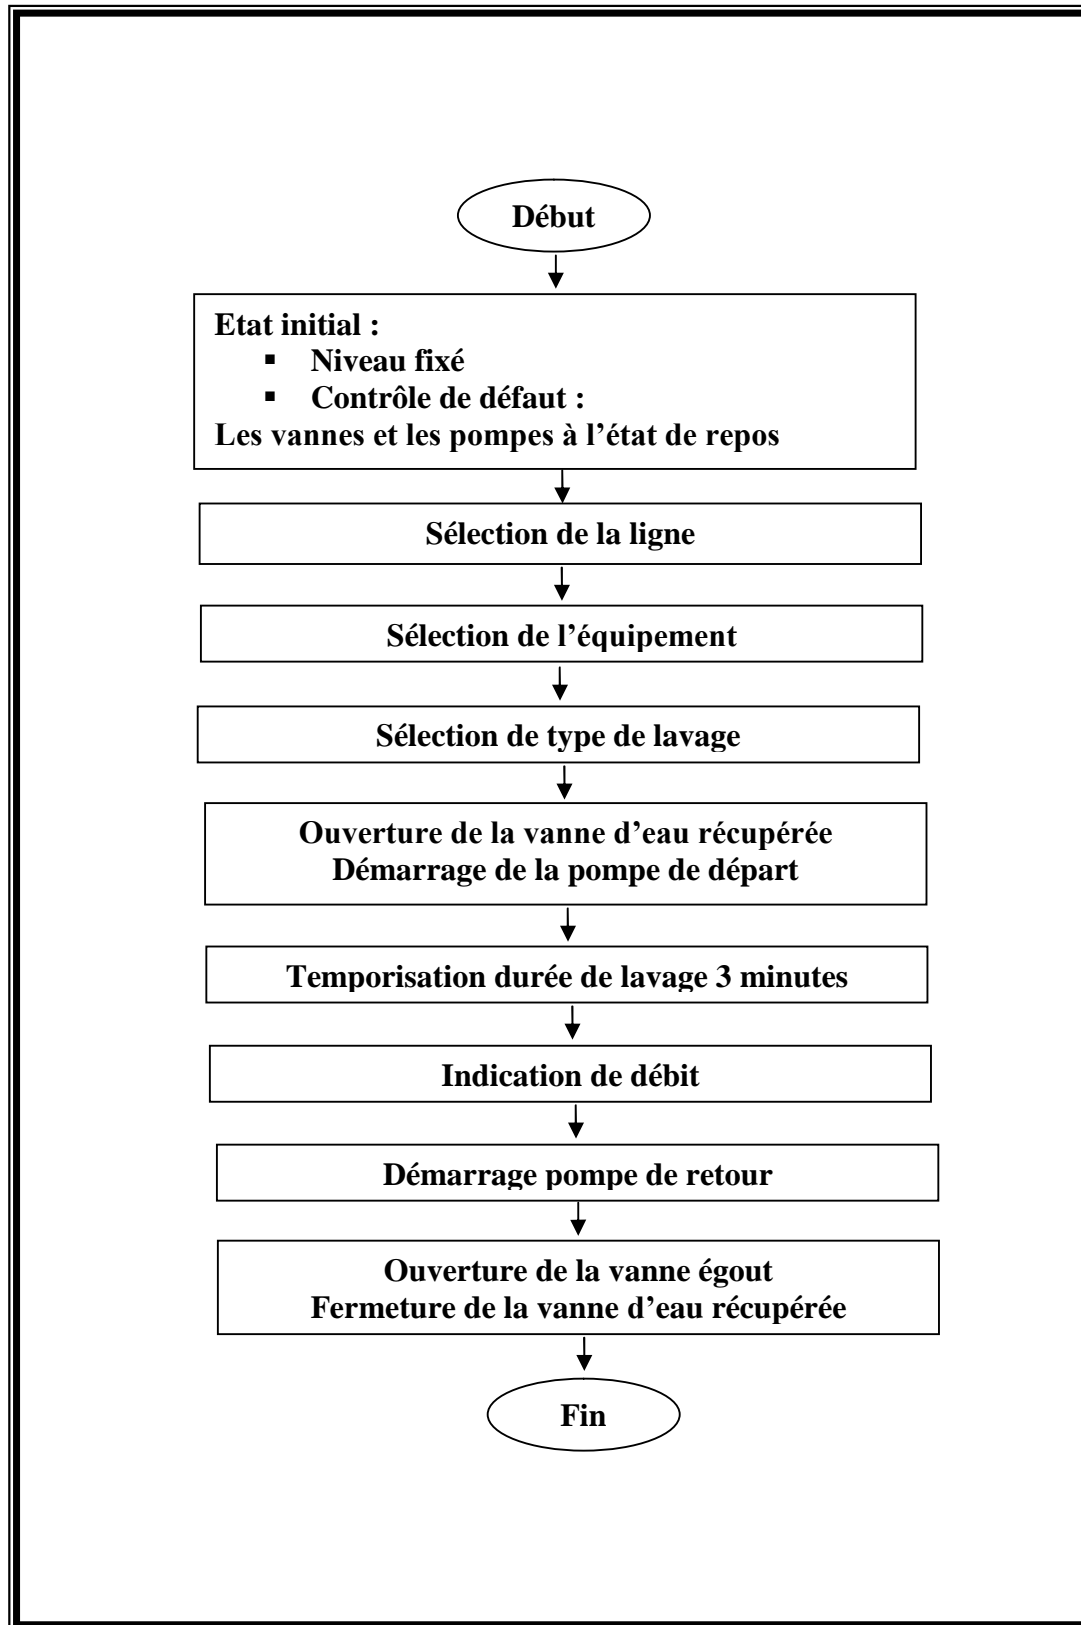 Début
Etat initial :
▪ Niveau fixé
▪ Contrôle de défaut :
Les vannes et les pompes à l’état de repos
Sélection de la ligne
Sélection de l’équipement
Sélection de type de lavage
Ouverture de la vanne d’eau récupérée
Démarrage de la pompe de départ
Temporisation durée de lavage 3 minutes
Indication de débit
Démarrage pompe de retour
Ouverture de la vanne égout
Fermeture de la vanne d’eau récupérée
Fin